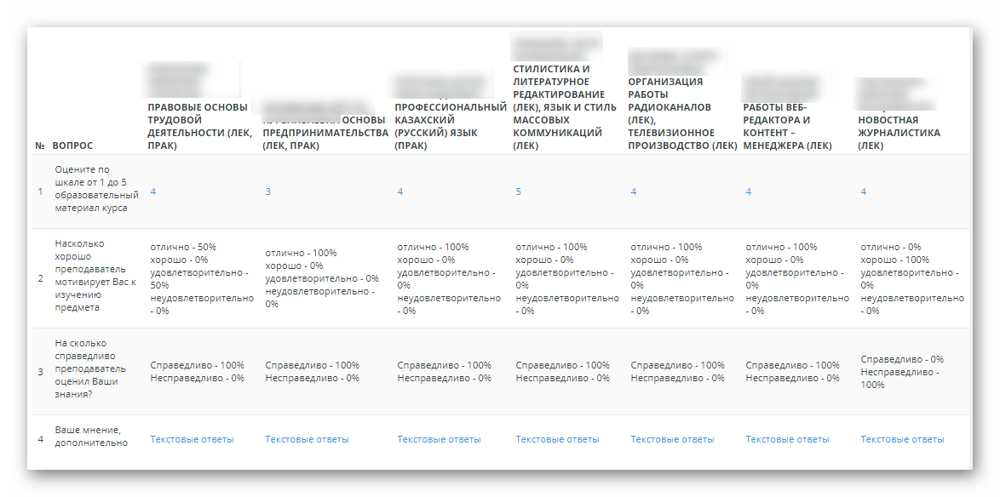 № ВОПРОС
ПРАВОВЫЕ ОСНОВЫ
ТРУДОВОЙ
ДЕЯТЕЛЬНОСТИ (ЛЕК,
ПРАК)
ОСНОВЫ
ПРЕДПРИНИМАТЕЛЬСТВА
(ЛЕК, ПРАК)
ПРОФЕССИОНАЛЬНЫЙ
КАЗАХСКИЙ
(РУССКИЙ) ЯЗЫК
(ПРАК)
СТИЛИСТИКА И
ЛИТЕРАТУРНОЕ
РЕДАКТИРОВАНИЕ
(ЛЕК), ЯЗЫК И СТИЛЬ
МАССОВЫХ
КОММУНИКАЦИЙ
(ЛЕК)
ОРГАНИЗАЦИЯ
РАБОТЫ
РАДИОКАНАЛОВ
(ЛЕК),
ТЕЛЕВИЗИОННОЕ
ПРОИЗВОДСТВО (ЛЕК)
РАБОТЫ ВЕБ-
РЕДАКТОРА И
КОНТЕНТ –
МЕНЕДЖЕРА (ЛЕК)
НОВОСТНАЯ
ЖУРНАЛИСТИКА
(ЛЕК)
1
Оцените по
шкале от 1 до 5
образовательный
материал курса
4
3
4
5
4
4
4
2
Насколько
хорошо
преподаватель
мотивирует Вас к
изучению
предмета
отлично - 50%
хорошо - 0%
удовлетворительно -
50%
неудовлетворительно
- 0%
отлично - 100%
хорошо - 0%
удовлетворительно - 0%
неудовлетворительно -
0%
отлично - 100%
хорошо - 0%
удовлетворительно -
0%
неудовлетворительно
- 0%
отлично - 100%
хорошо - 0%
удовлетворительно -
0%
неудовлетворительно
- 0%
отлично - 100%
хорошо - 0%
удовлетворительно -
0%
неудовлетворительно
- 0%
отлично - 100%
хорошо - 0%
удовлетворительно -
0%
неудовлетворительно
- 0%
отлично - 0%
хорошо - 100%
удовлетворительно -
0%
неудовлетворительно
- 0%
3
На сколько
справедливо
преподаватель
оценил Ваши
знания?
Справедливо - 100%
Несправедливо - 0%
Справедливо - 100%
Несправедливо - 0%
Справедливо - 100%
Несправедливо - 0%
Справедливо - 100%
Несправедливо - 0%
Справедливо - 100%
Несправедливо - 0%
Справедливо - 100%
Несправедливо - 0%
Справедливо - 0%
Несправедливо -
100%
4
Ваше мнение,
дополнительно
Текстовые ответы
Текстовые ответы
Текстовые ответы
Текстовые ответы
Текстовые ответы
Текстовые ответы
Текстовые ответы